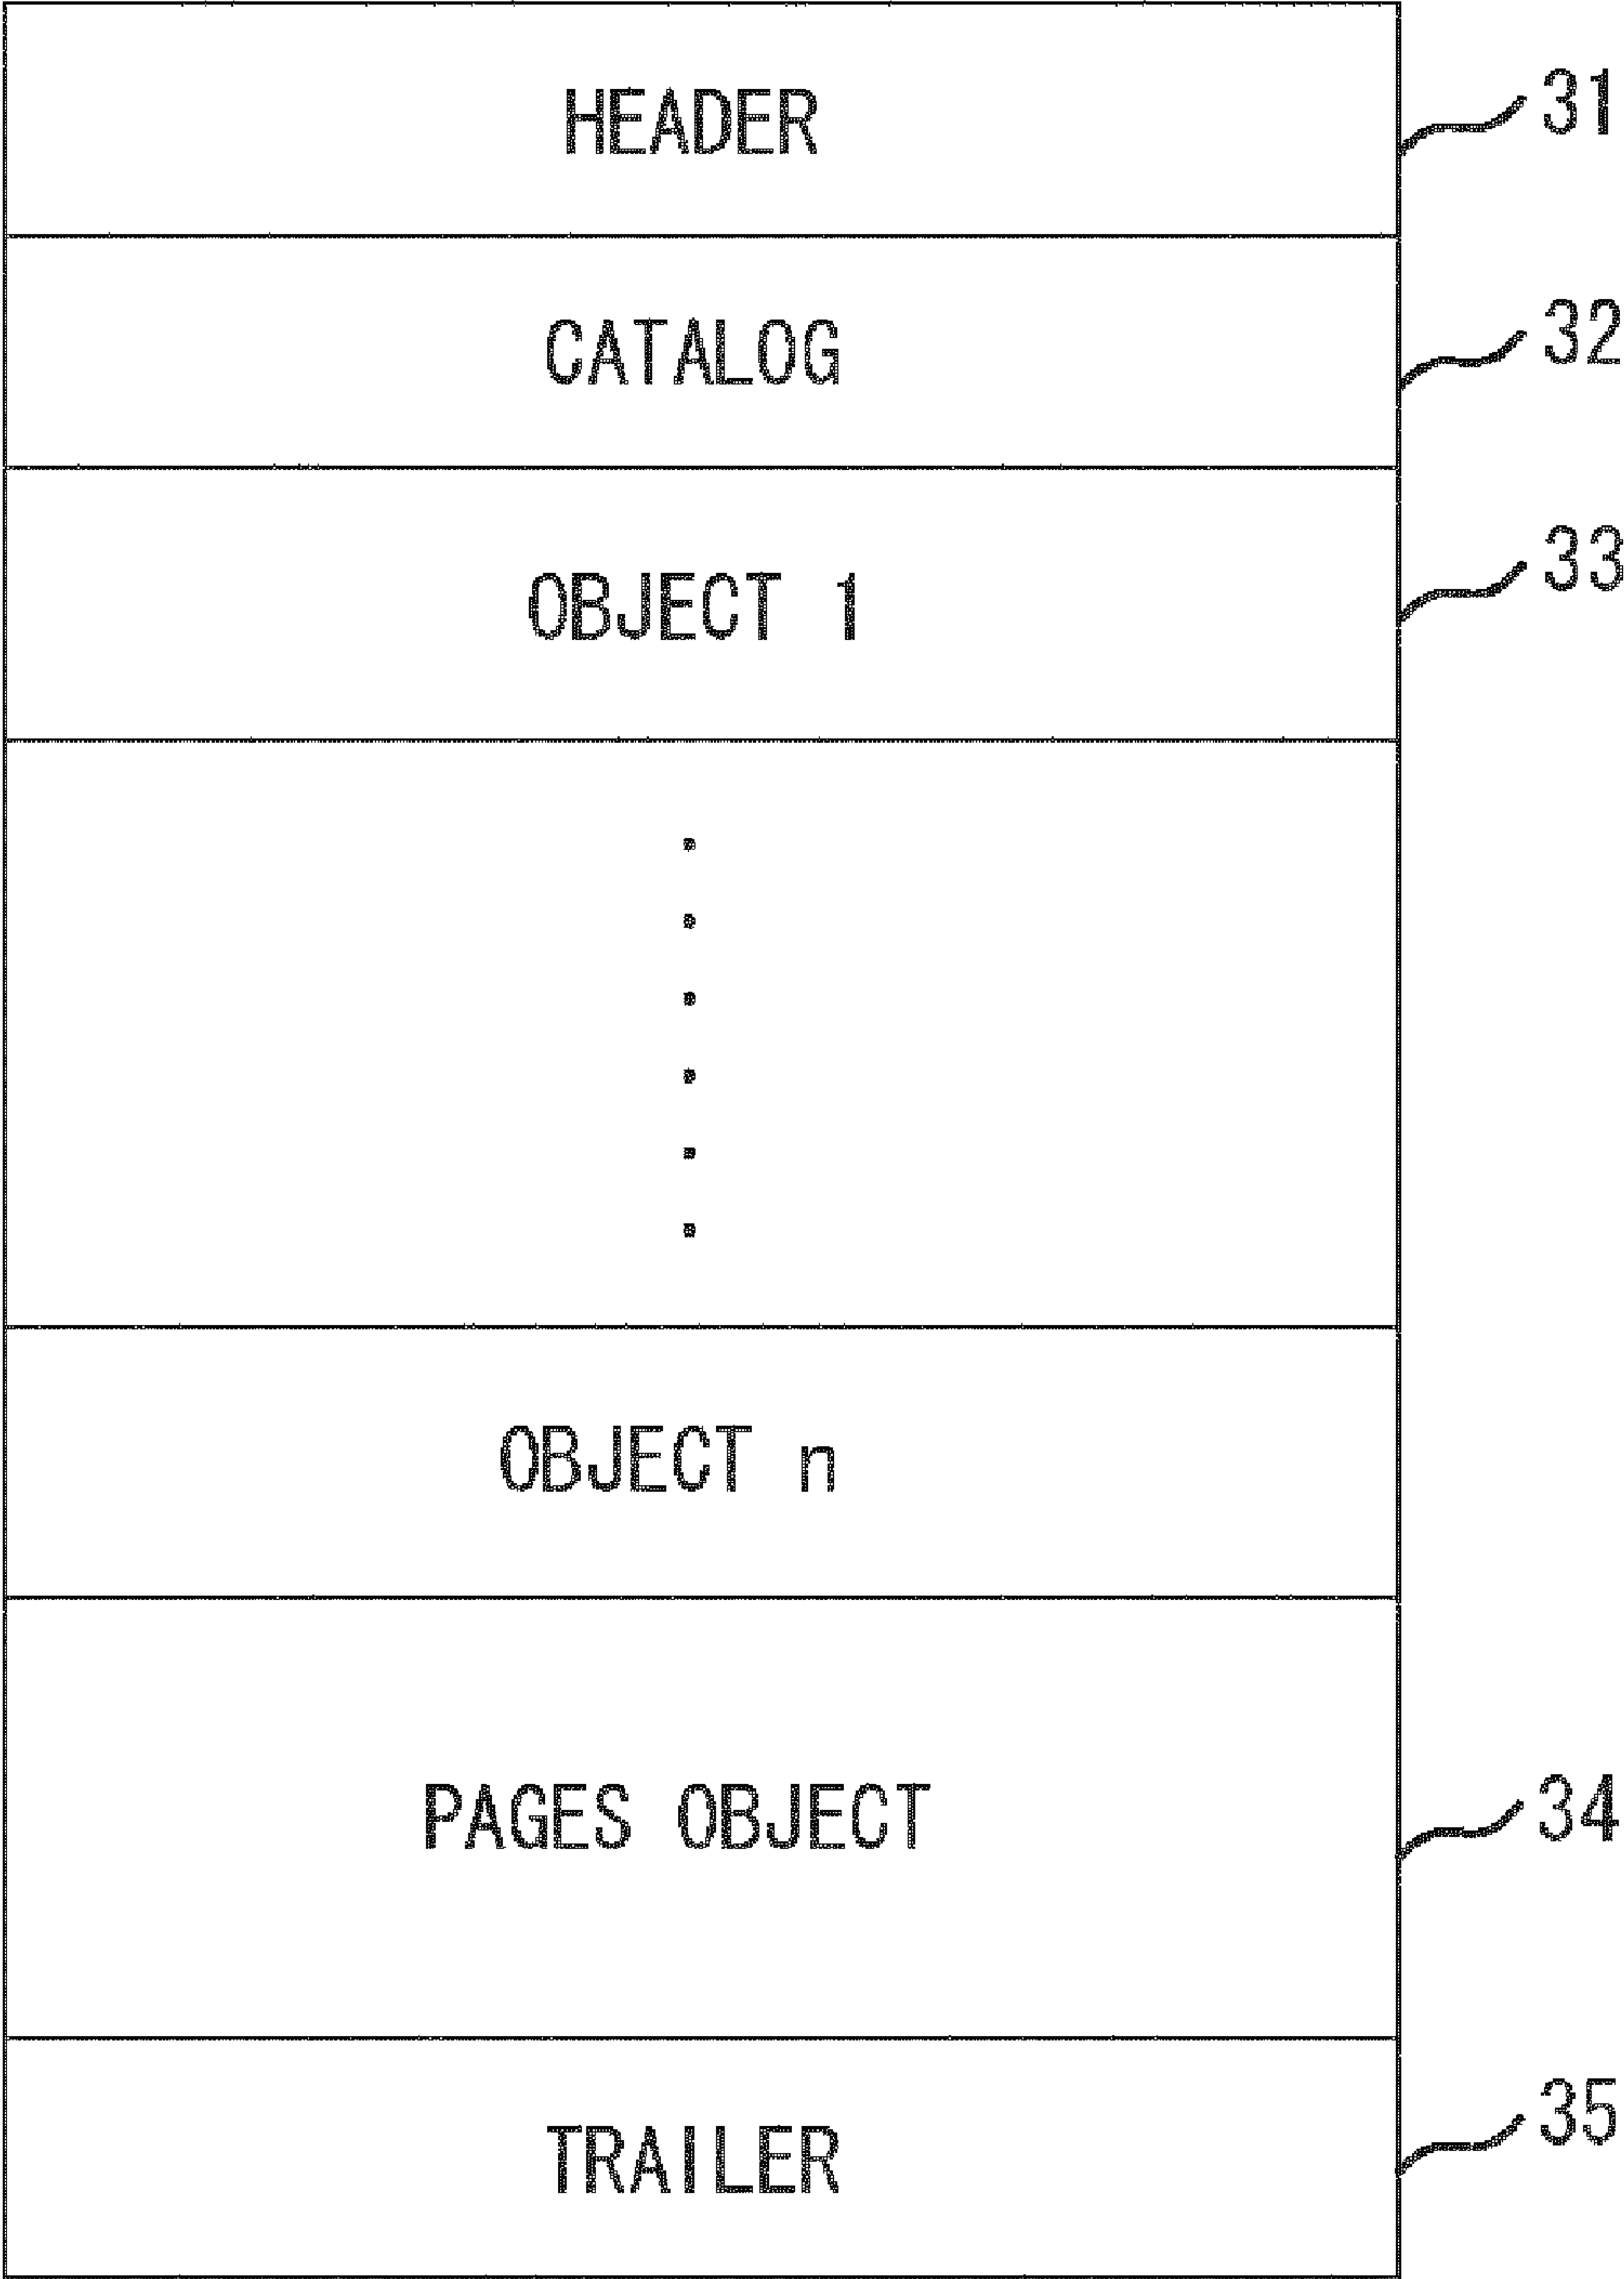 HEADER 31
CATALOG 32
OBJECT 1 33
OBJECT n
PAGES OBJECT 34
TRAILER 35